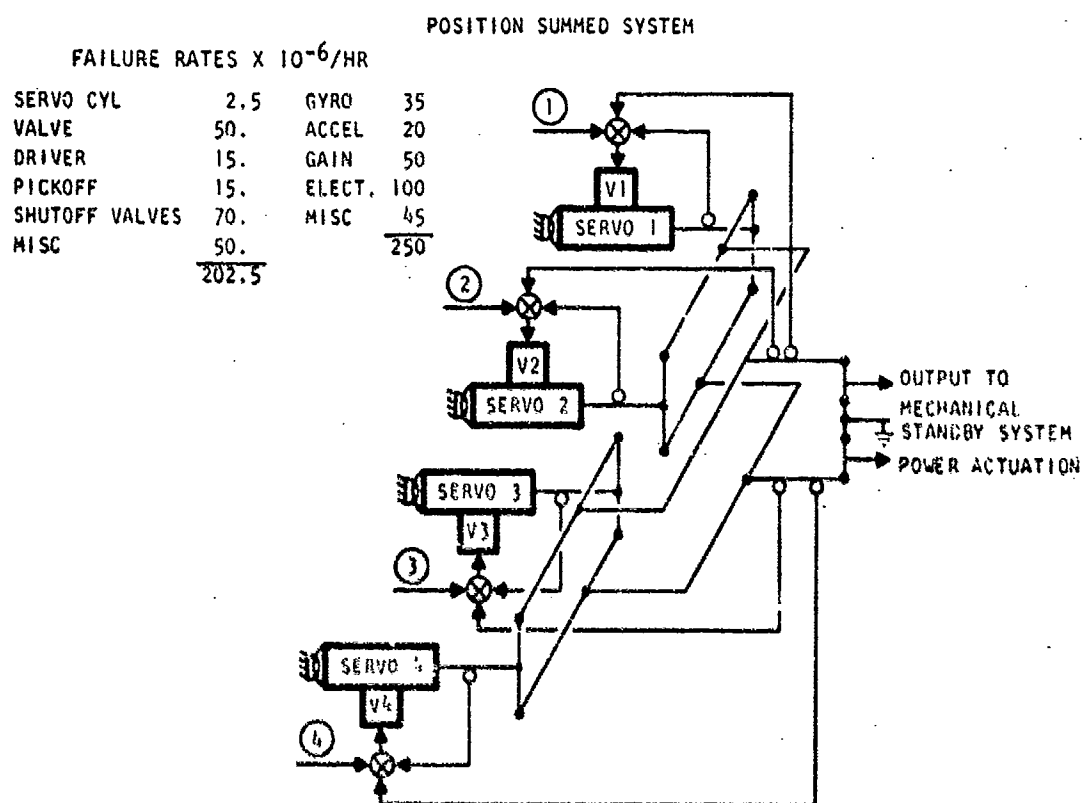 POSITION SUMMED SYSTEM
FAILURE RATES X 10⁻⁶/HR
SERVO CYL 2.5 GYRO 35
VALVE 50. ACCEL 20
DRIVER 15. GAIN 50
PICKOFF 15. ELECT. 100
SHUTOFF VALVES 70. MISC 45
MISC 50. 250
202.5
1
V1
SERVO 1
2
V2
SERVO 2
OUTPUT TO
MECHANICAL
STANDBY SYSTEM
POWER ACTUATION
SERVO 3
V3
3
SERVO 4
V4
4